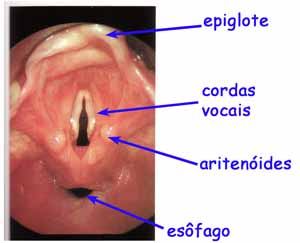 epiglote
cordas
vocais
aritenóides
esôfago